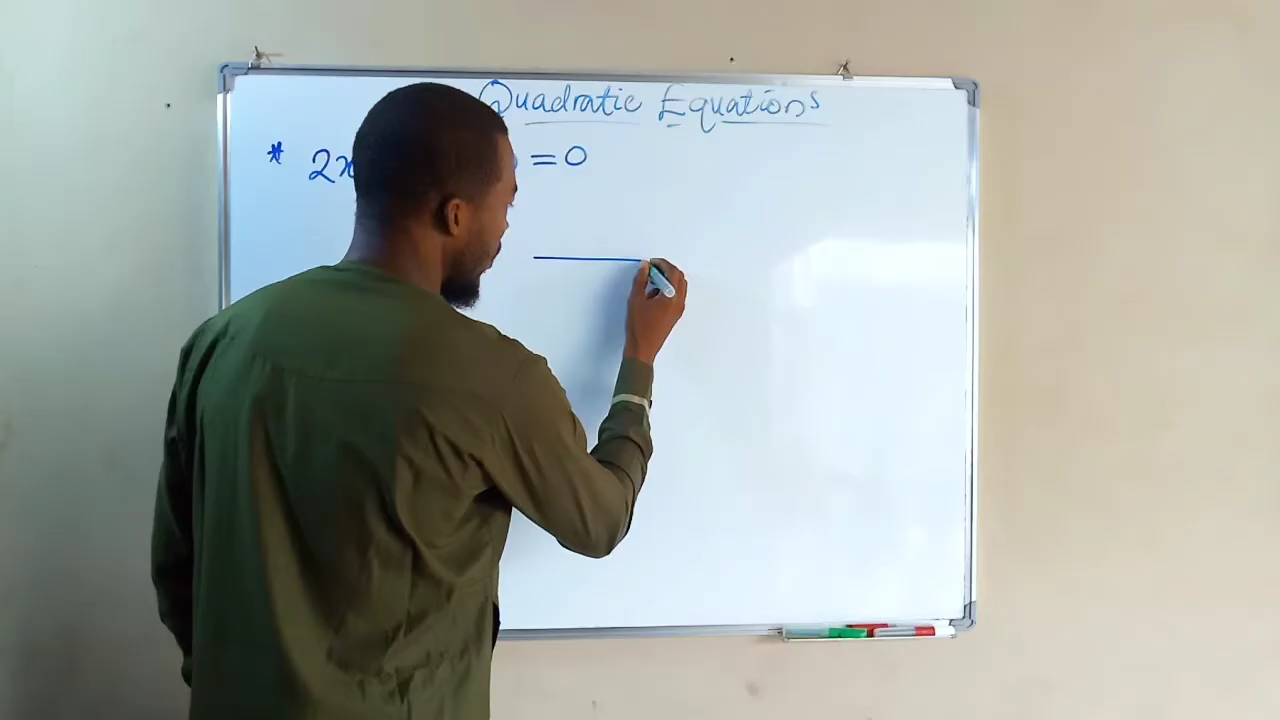 Quadratic Equations
* 2x = 0